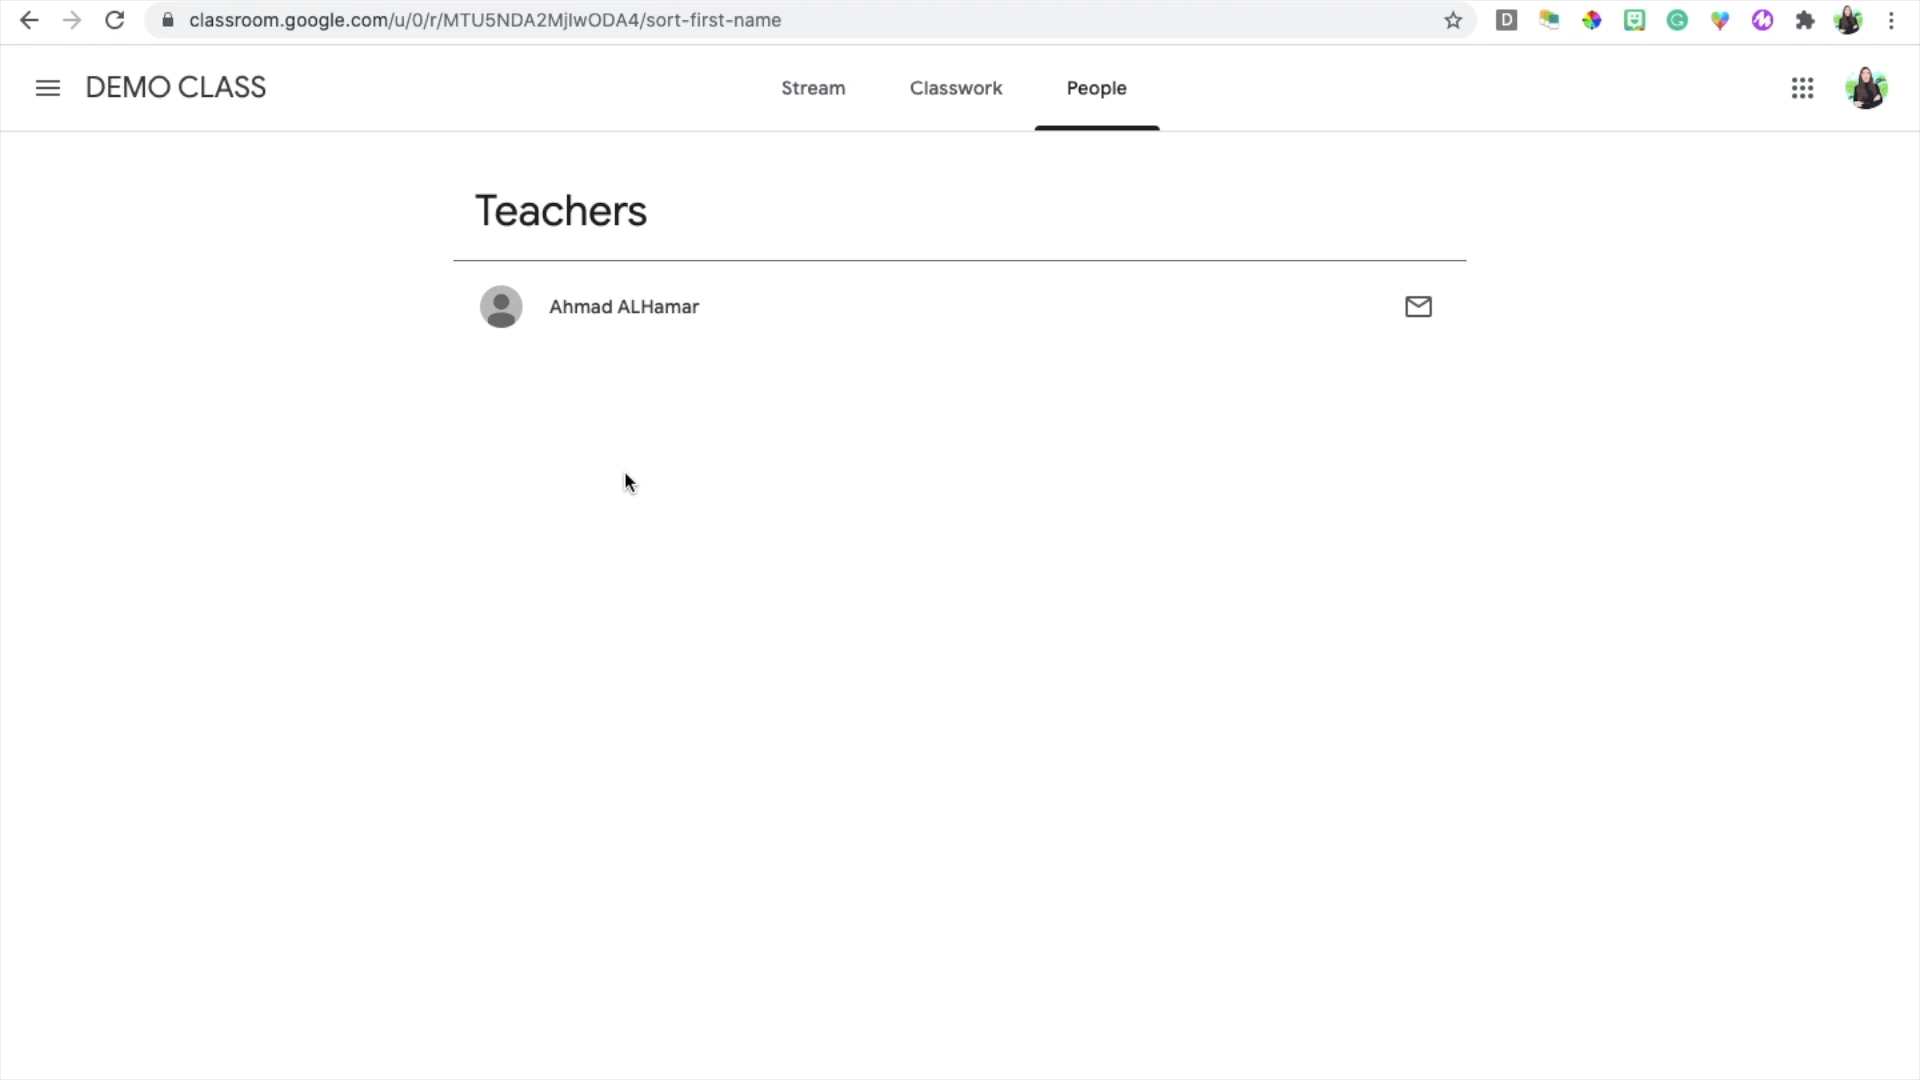 classroom.google.com/u/0/r/MTU5NDA2MjIwODA4/sort-first-name
D
DEMO CLASS
Stream
Classwork
People
Teachers
Ahmad ALHamar